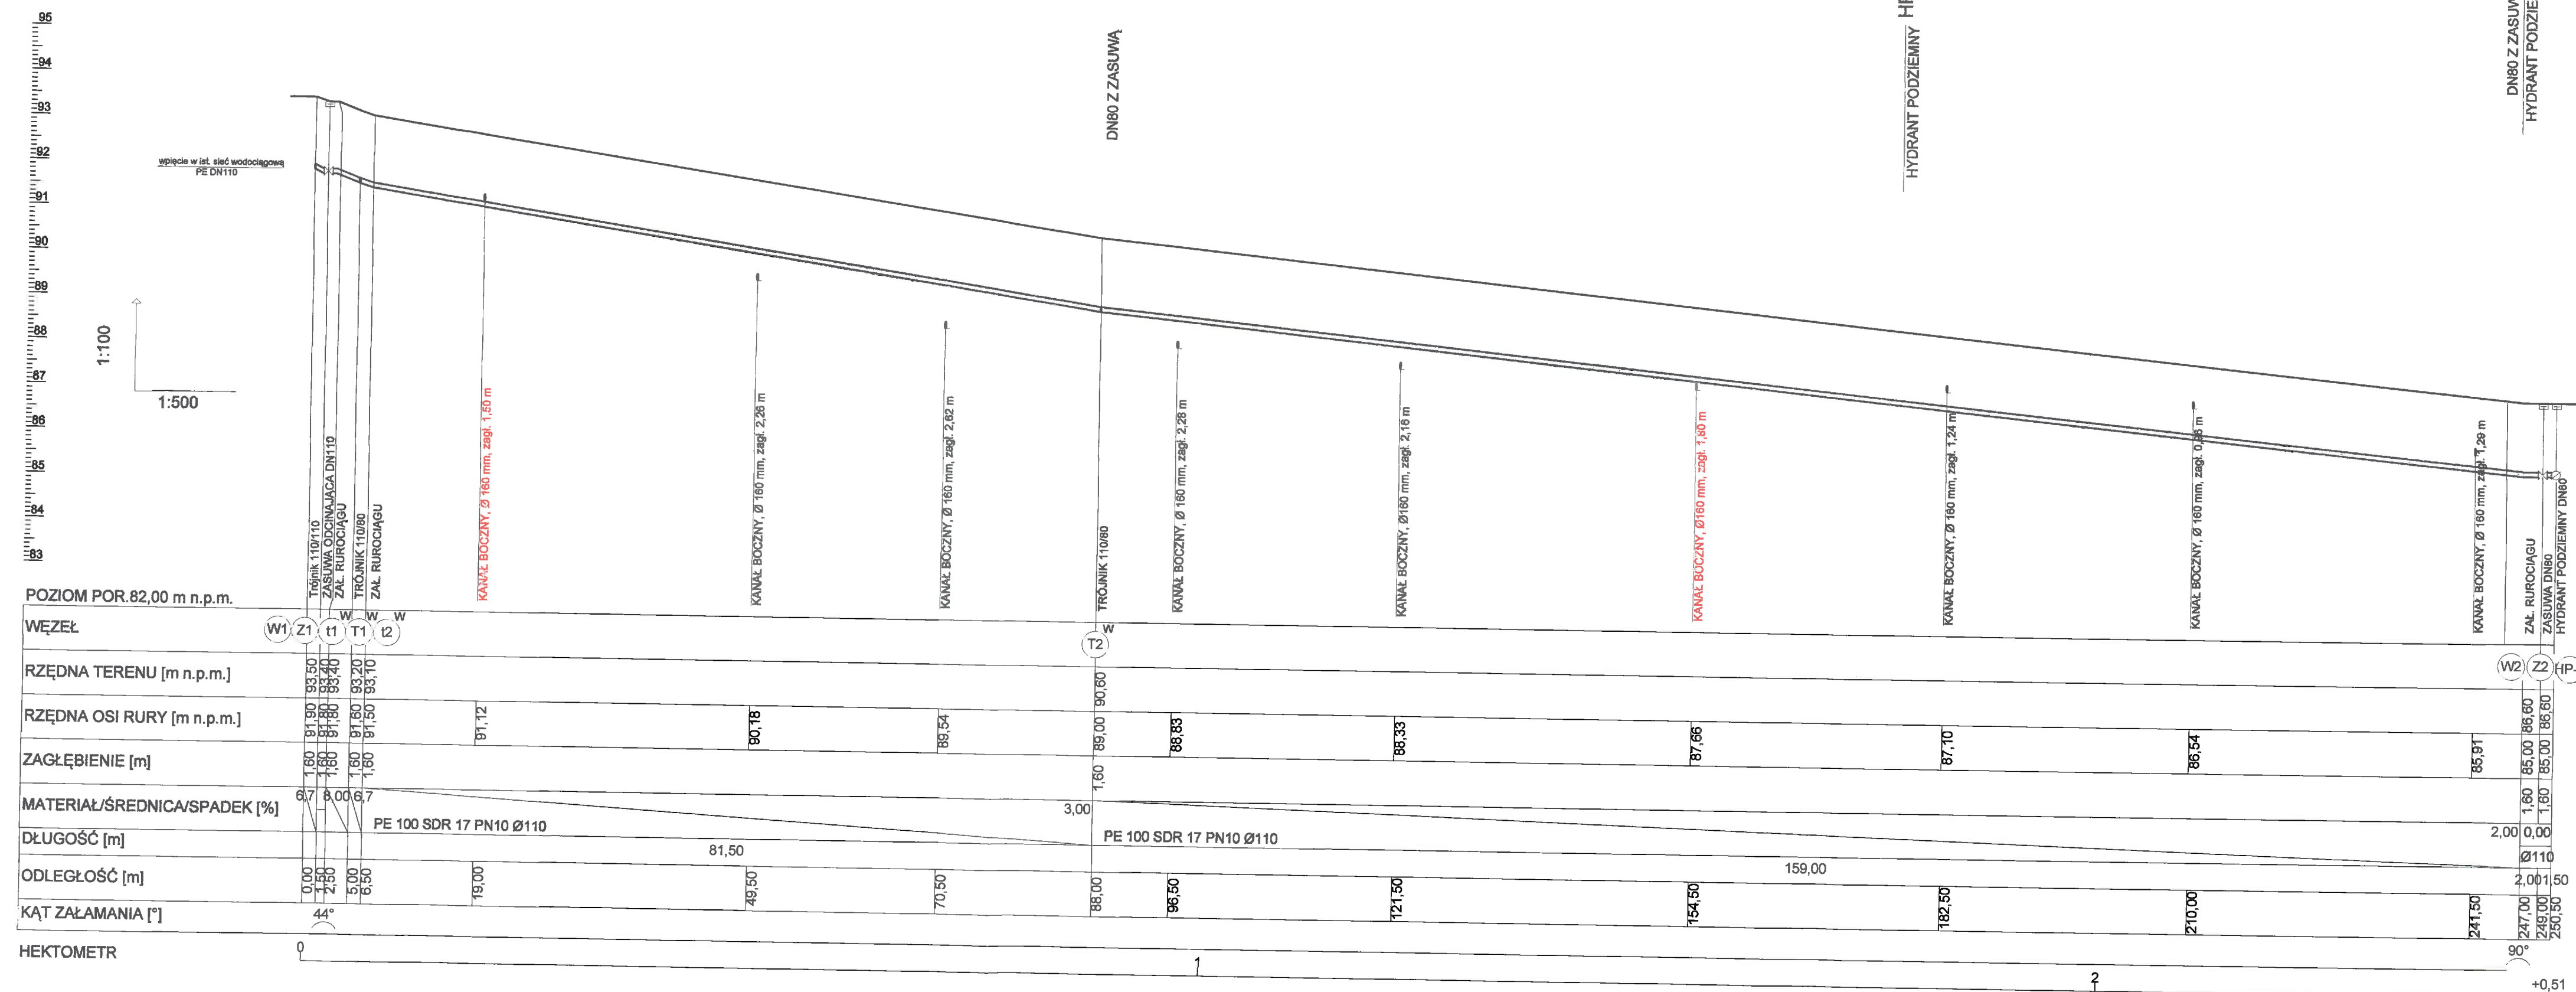 95
94
93
92
91
90
89
88
87
86
85
84
83
1:100
1:500
wpięcie w ist. sieć wodociągową
PE DN110
DN80 Z ZASUWĄ
HYDRANT PODZIEMNY
DN80 Z ZASUW
HYDRANT PODZIE
Trójnik 110/110
ZASUWA ODCINAJĄCA DN110
ZAŁ. RUROCIĄGU
TRÓJNIK 110/80
ZAŁ. RUROCIĄGU
KANAŁ BOCZNY, Ø 160 mm, zagł. 1,50 m
KANAŁ BOCZNY, Ø 160 mm, zagł. 2,26 m
KANAŁ BOCZNY, Ø 160 mm, zagł. 2,62 m
TRÓJNIK 110/80
KANAŁ BOCZNY, Ø 160 mm, zagł. 2,28 m
KANAŁ BOCZNY, Ø160 mm, zagł. 2,16 m
KANAŁ BOCZNY, Ø160 mm, zagł. 1,80 m
KANAŁ BOCZNY, Ø 160 mm, zagł. 1,24 m
KANAŁ BOCZNY, Ø 160 mm, zagł.
KANAŁ BOCZNY, Ø 160 mm, zagł. 1,29 m
ZAŁ. RUROCIĄGU
ZASUWA DN80
HYDRANT PODZIEMNY DN80
POZIOM POR.82,00 m n.p.m.
WĘZEŁ
W1 Z1 t1 W T1 W t2 W
T2 W
W2 Z2 HP-
RZĘDNA TERENU [m n.p.m.]
93,50 93,40 93,40 93,20 93,10 90,60 86,60 86,60
RZĘDNA OSI RURY [m n.p.m.]
91,90 91,80 91,80 91,60 91,50 91,12 90,18 89,54 89,00 88,83 88,33 87,66 87,10 86,54 85,91 85,00 85,00
ZAGŁĘBIENIE [m]
1,60 1,60 1,60 1,60 1,60 1,60 1,60 1,60
MATERIAŁ/ŚREDNICA/SPADEK [%]
6,7 8,00 6,7 3,00 2,00 0,00
PE 100 SDR 17 PN10 Ø110
PE 100 SDR 17 PN10 Ø110
Ø110
DŁUGOŚĆ [m]
81,50 159,00 2,00 1,50
ODLEGŁOŚĆ [m]
0,00 1,50 2,50 5,00 6,50 19,00 49,50 70,50 88,00 96,50 121,50 154,50 182,50 210,00 241,50 247,00 249,00 250,50
KĄT ZAŁAMANIA [°]
44° 90°
HEKTOMETR
0 1 2 +0,51